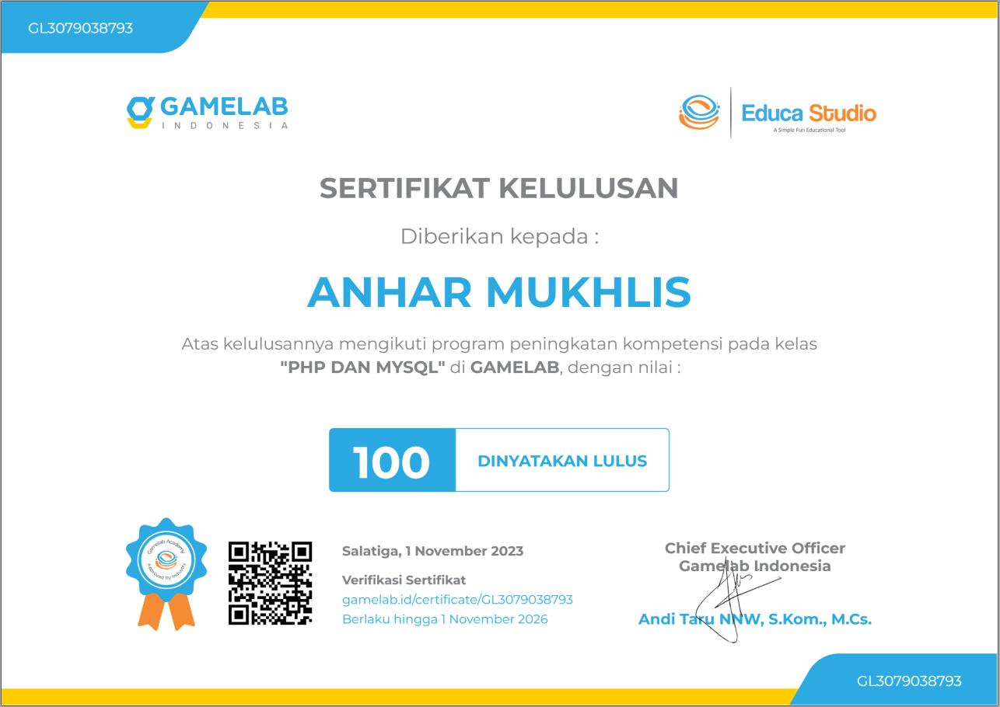 GL3079038793
GAMELAB
INDONESIA
Educa Studio
A Simple Fun Educational Tool
SERTIFIKAT KELULUSAN
Diberikan kepada :
ANHAR MUKHLIS
Atas kelulusannya mengikuti program peningkatan kompetensi pada kelas
"PHP DAN MYSQL" di GAMELAB, dengan nilai :
100
DINYATAKAN LULUS
Gamelab Academy
Approved by Industry
Salatiga, 1 November 2023
Verifikasi Sertifikat
gamelab.id/certificate/GL3079038793
Berlaku hingga 1 November 2026
Chief Executive Officer
Gamelab Indonesia
Andi Taru NNW, S.Kom., M.Cs.
GL3079038793